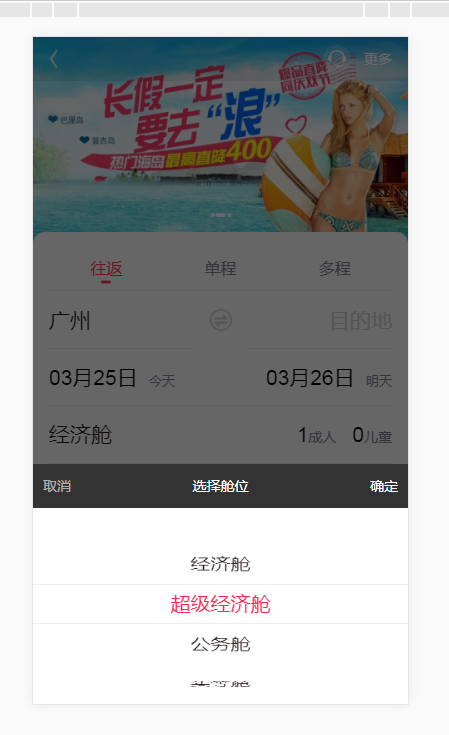 更多
爆品直降
同庆双节
长假一定
要去“浪”
巴厘岛
普吉岛
热门海岛最高直降400
往返 单程 多程
广州 目的地
03月25日 今天 03月26日 明天
经济舱 1成人 0儿童
取消 选择舱位 确定
经济舱
超级经济舱
公务舱